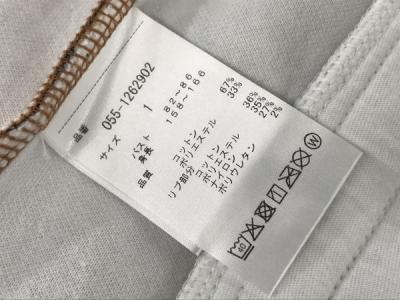 品番
055-1262902
サイズ 1
バスト 82～86
身長 158～166
品質 コットン 67%
ポリエステル 33%
リブ部分 コットン 36%
ポリエステル 35%
ナイロン 27%
ポリウレタン 2%
40
W